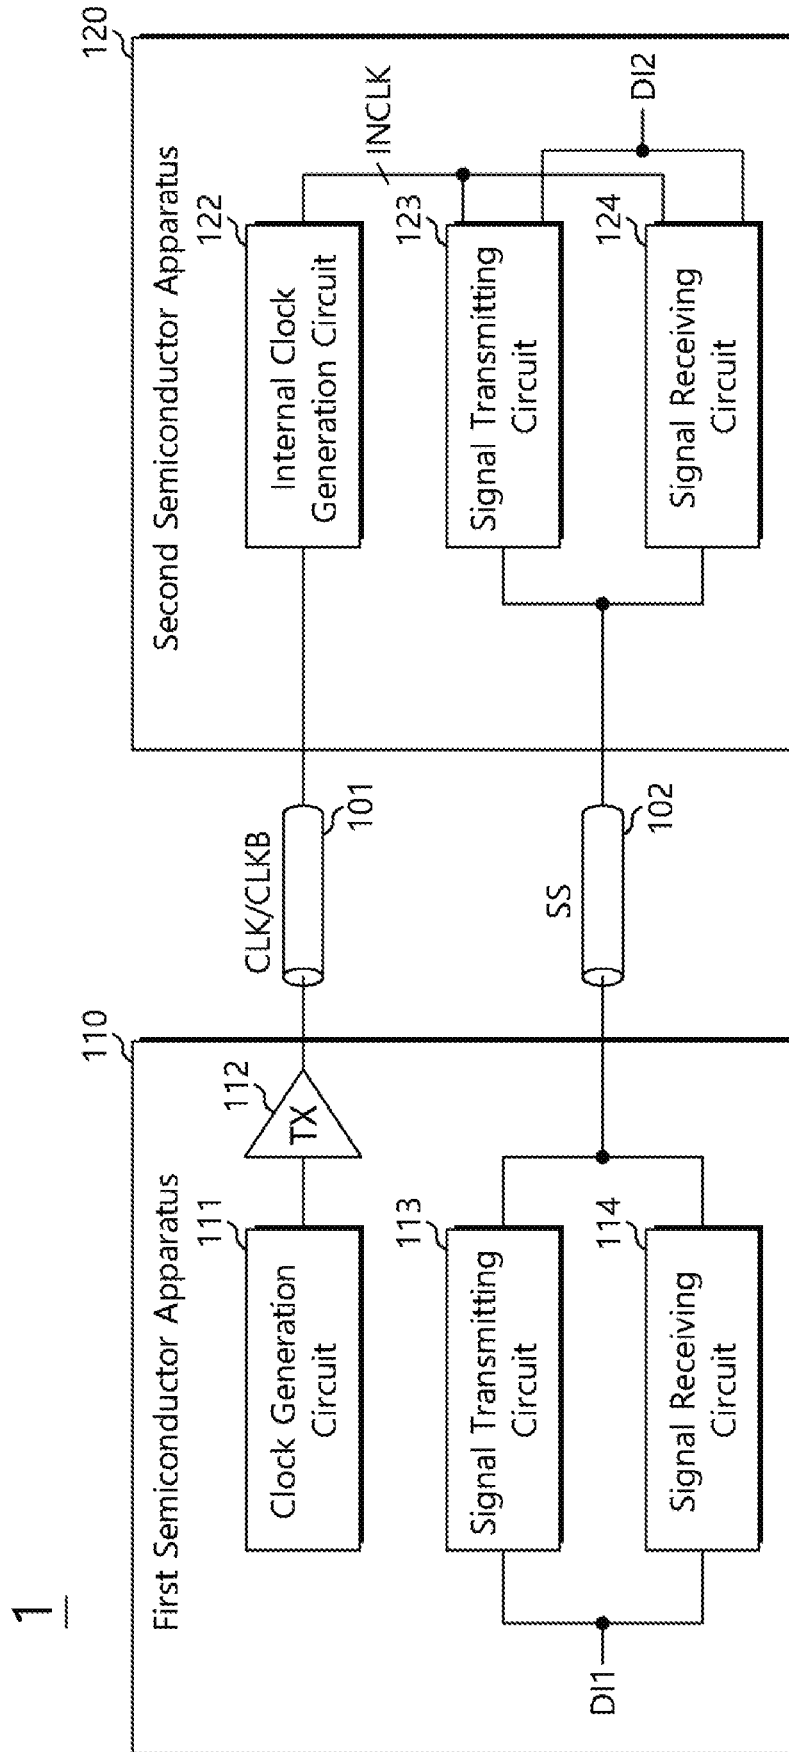 1
110
First Semiconductor Apparatus
111
Clock Generation
Circuit
112
TX
113
Signal Transmitting
Circuit
114
Signal Receiving
Circuit
DI1
CLK/CLKB
101
SS
102
120
Second Semiconductor Apparatus
122
Internal Clock
Generation Circuit
INCLK
123
Signal Transmitting
Circuit
124
Signal Receiving
Circuit
DI2